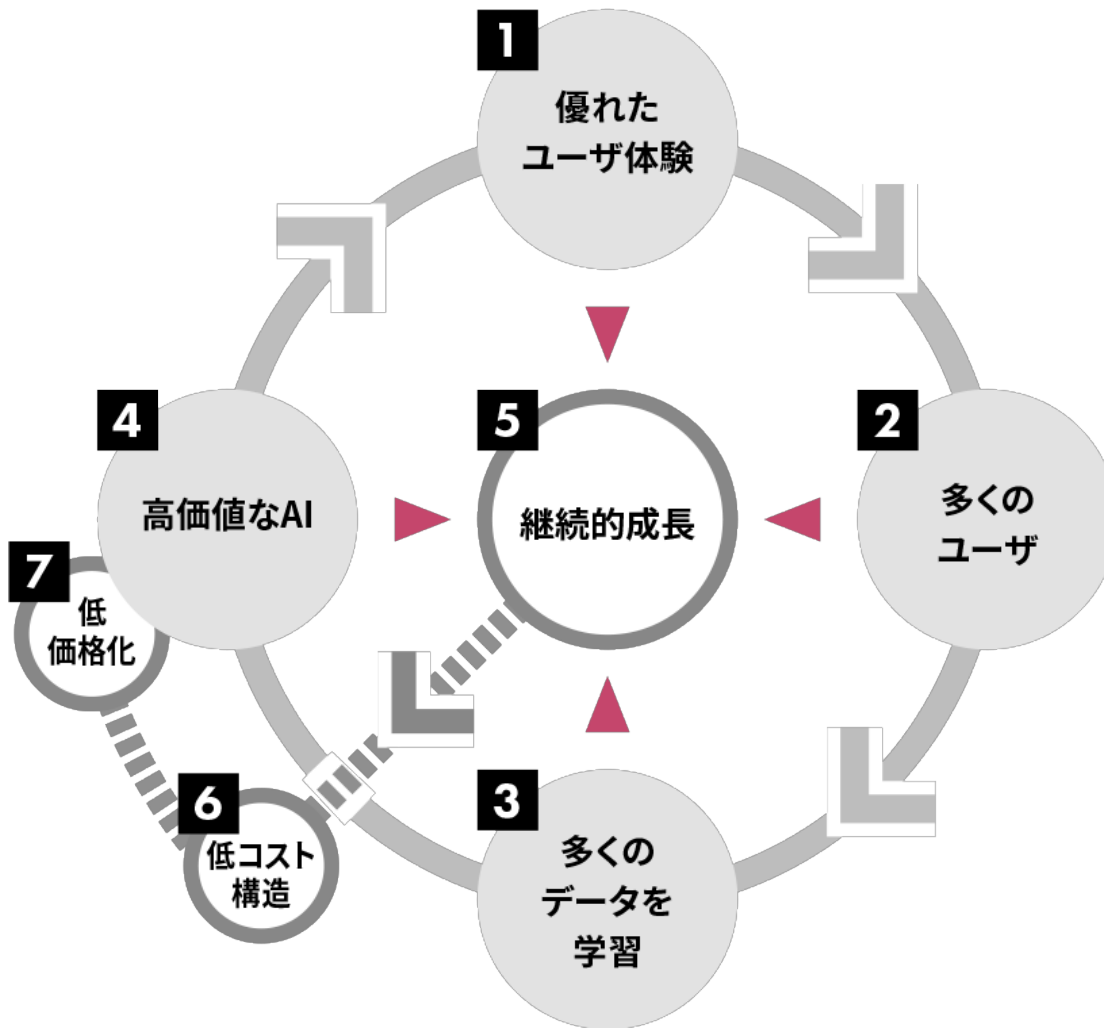 1
優れた
ユーザ体験
2
多くの
ユーザ
3
多くの
データを
学習
4
高価値なAI
5
継続的成長
6
低コスト
構造
7
低
価格化